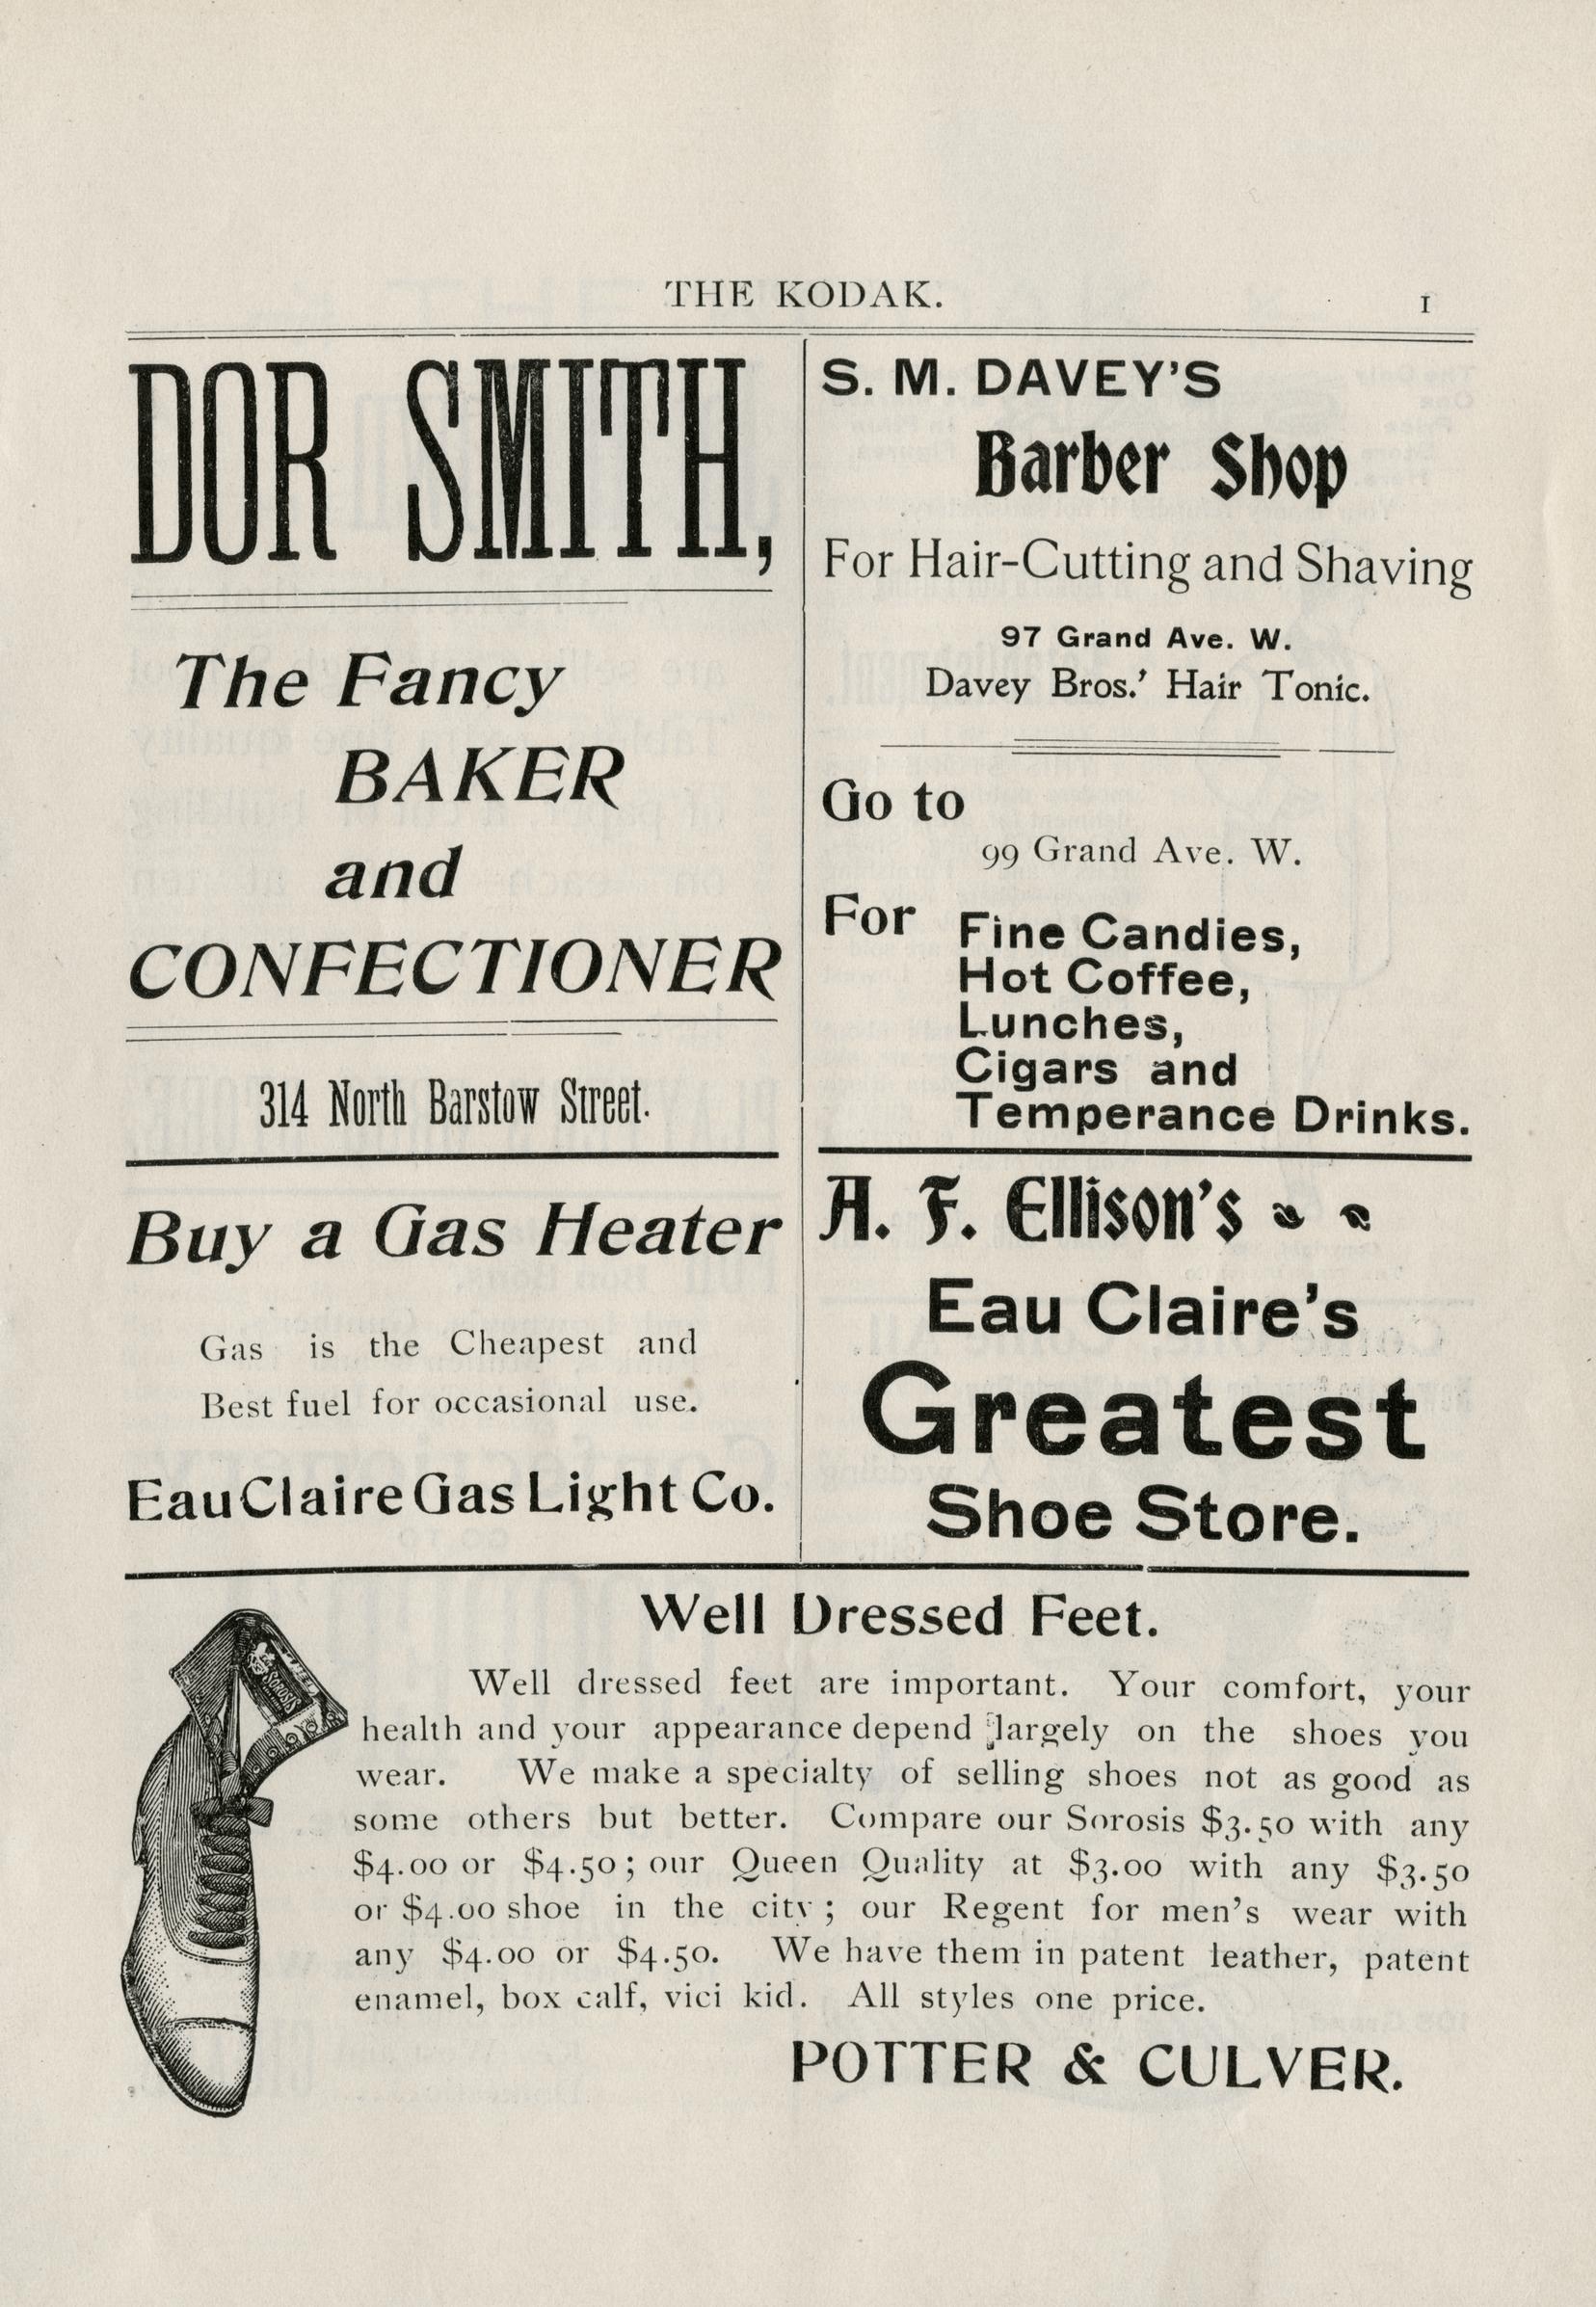 THE KODAK. 1
DOR SMITH,
The Fancy
BAKER
and
CONFECTIONER
314 North Barstow Street.
Buy a Gas Heater
Gas is the Cheapest and
Best fuel for occasional use.
Eau Claire Gas Light Co.
S. M. DAVEY'S
Barber Shop
For Hair-Cutting and Shaving
97 Grand Ave. W.
Davey Bros.' Hair Tonic.
Go to
99 Grand Ave. W.
For Fine Candies,
Hot Coffee,
Lunches,
Cigars and
Temperance Drinks.
A. F. Ellison's
Eau Claire's
Greatest
Shoe Store.
Well Dressed Feet.
Well dressed feet are important. Your comfort, your
health and your appearance depend largely on the shoes you
wear. We make a specialty of selling shoes not as good as
some others but better. Compare our Sorosis $3.50 with any
$4.00 or $4.50; our Queen Quality at $3.00 with any $3.50
or $4.00 shoe in the city; our Regent for men's wear with
any $4.00 or $4.50. We have them in patent leather, patent
enamel, box calf, vici kid. All styles one price.
POTTER & CULVER.
SOROSIS